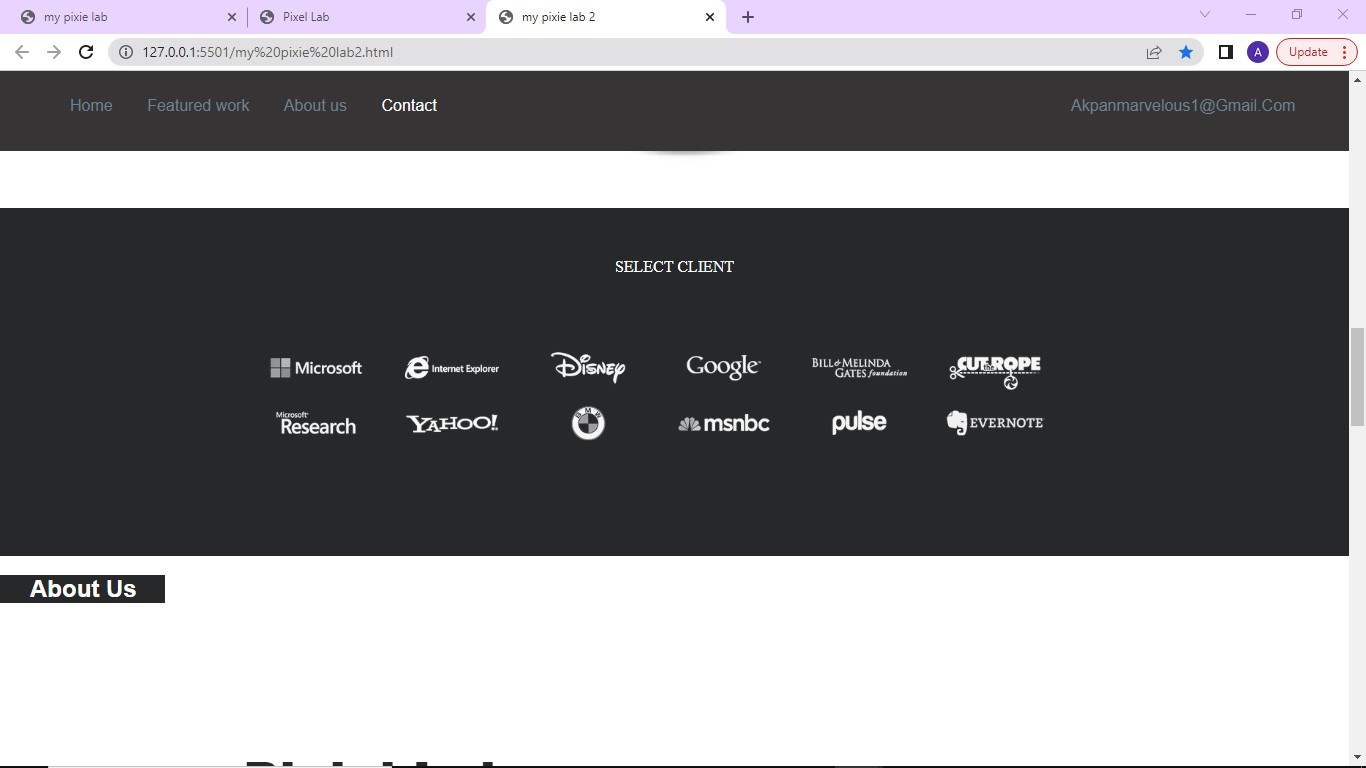 my pixie lab
Pixel Lab
my pixie lab 2
127.0.0.1:5501/my%20pixie%20lab2.html
A
Update
Home Featured work About us Contact Akpanmarvelous1@Gmail.Com
SELECT CLIENT
Microsoft Internet Explorer Disney Google BILL & MELINDA GATES foundation CUT THE ROPE
Microsoft Research YAHOO! BMW msnbc pulse EVERNOTE
About Us